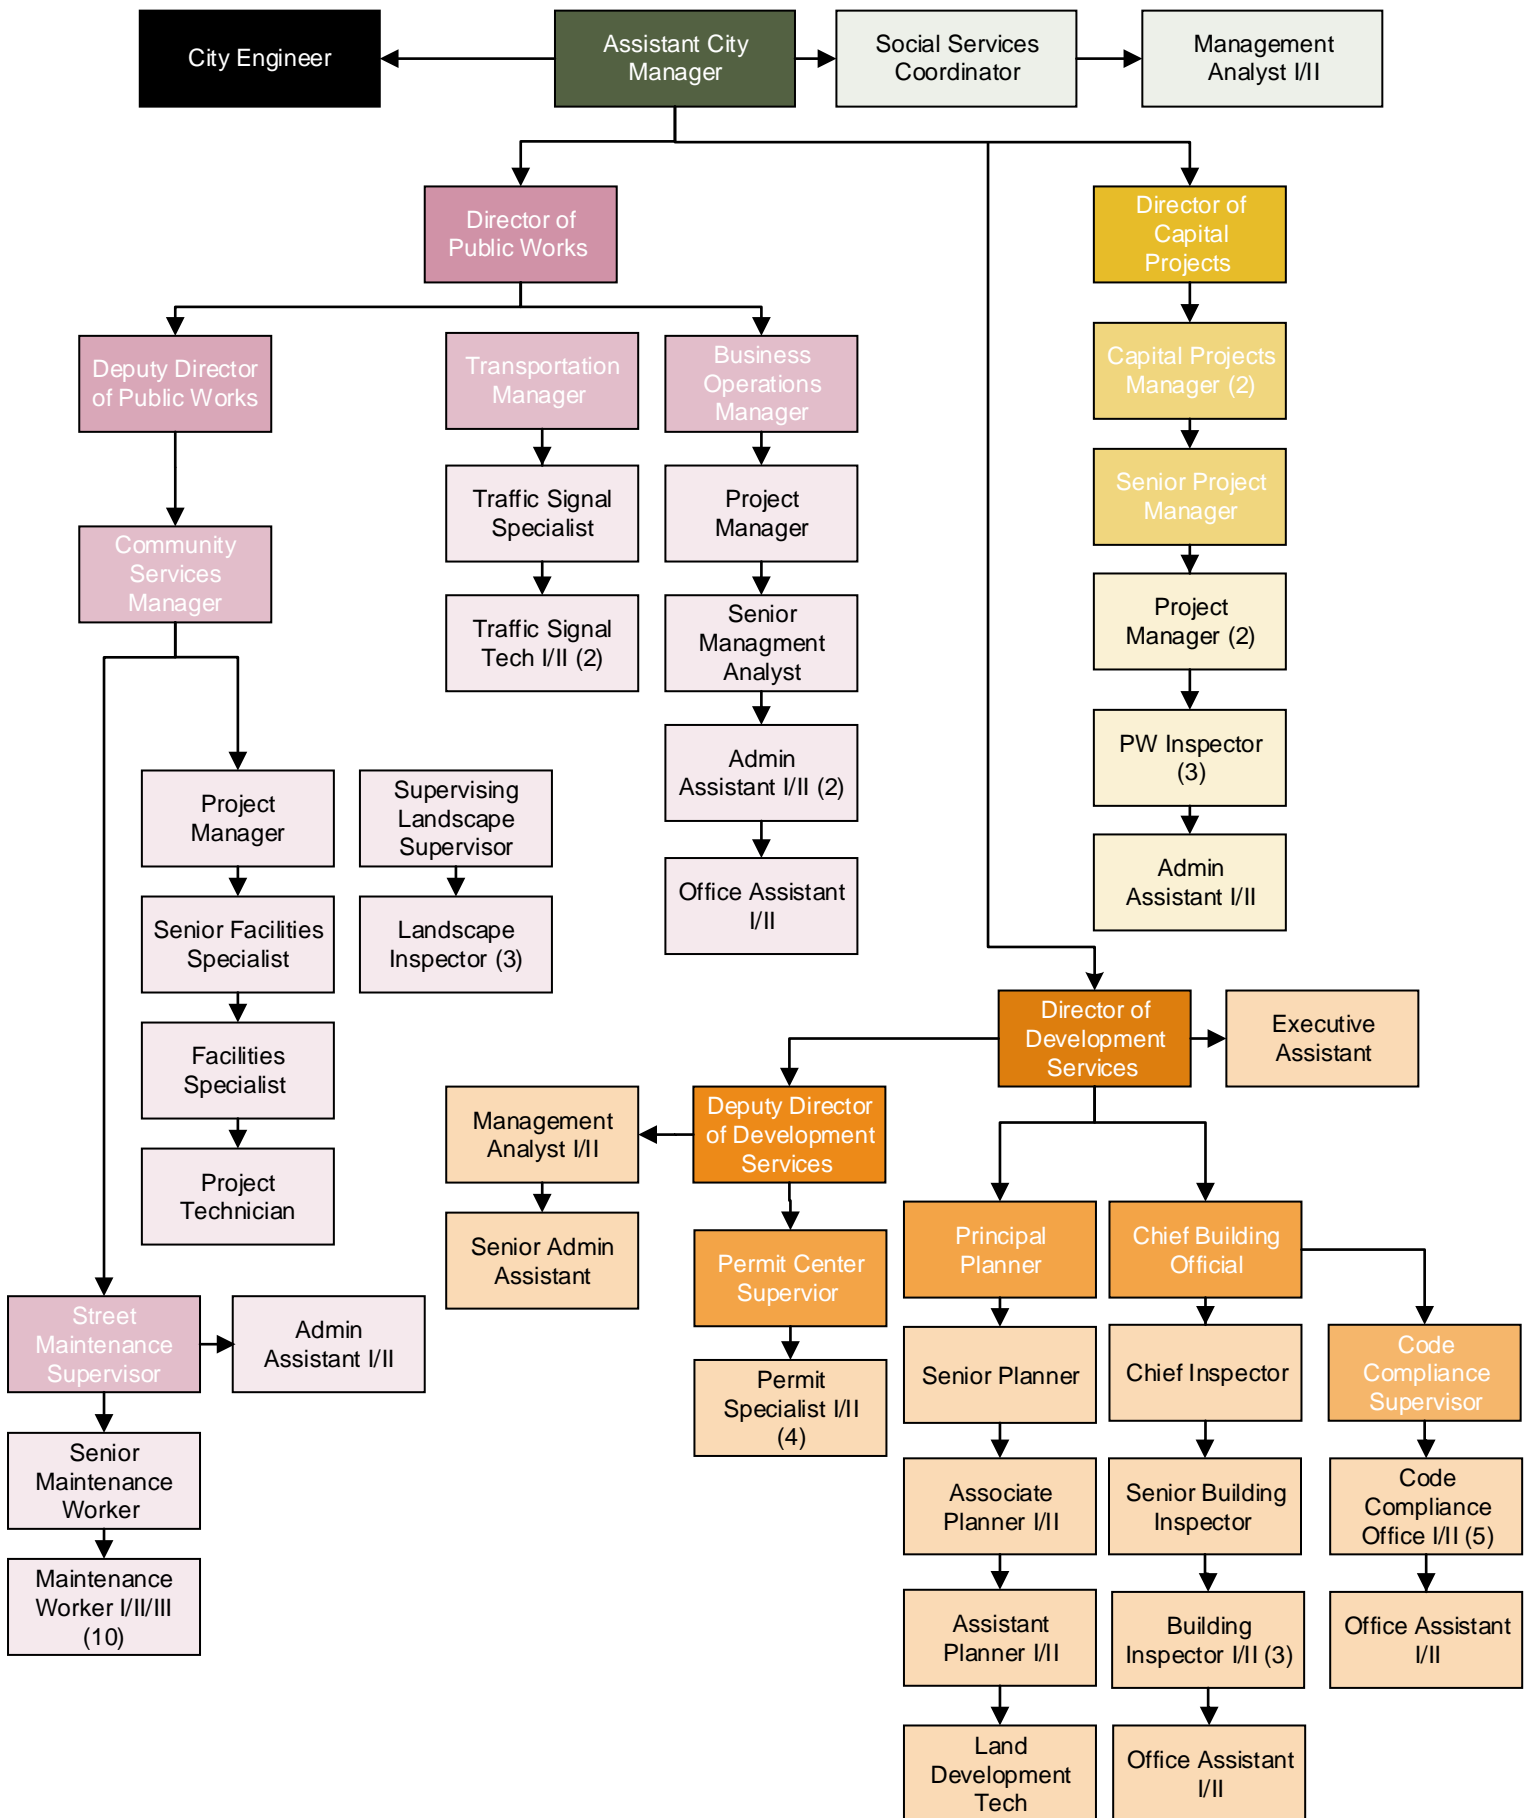 City Engineer
Assistant City
Manager
Social Services
Coordinator
Management
Analyst I/II
Director of
Public Works
Director of
Capital
Projects
Deputy Director
of Public Works
Transportation
Manager
Business
Operations
Manager
Capital Projects
Manager (2)
Traffic Signal
Specialist
Project
Manager
Senior Project
Manager
Community
Services
Manager
Traffic Signal
Tech I/II (2)
Senior
Managment
Analyst
Project
Manager (2)
Project
Manager
Supervising
Landscape
Supervisor
Admin
Assistant I/II (2)
PW Inspector
(3)
Senior Facilities
Specialist
Landscape
Inspector (3)
Office Assistant
I/II
Admin
Assistant I/II
Facilities
Specialist
Director of
Development
Services
Executive
Assistant
Project
Technician
Management
Analyst I/II
Deputy Director
of Development
Services
Senior Admin
Assistant
Permit Center
Supervior
Principal
Planner
Chief Building
Official
Street
Maintenance
Supervisor
Admin
Assistant I/II
Permit
Specialist I/II
(4)
Senior Planner
Chief Inspector
Code
Compliance
Supervisor
Senior
Maintenance
Worker
Associate
Planner I/II
Senior Building
Inspector
Code
Compliance
Office I/II (5)
Maintenance
Worker I/II/III
(10)
Assistant
Planner I/II
Building
Inspector I/II (3)
Office Assistant
I/II
Land
Development
Tech
Office Assistant
I/II